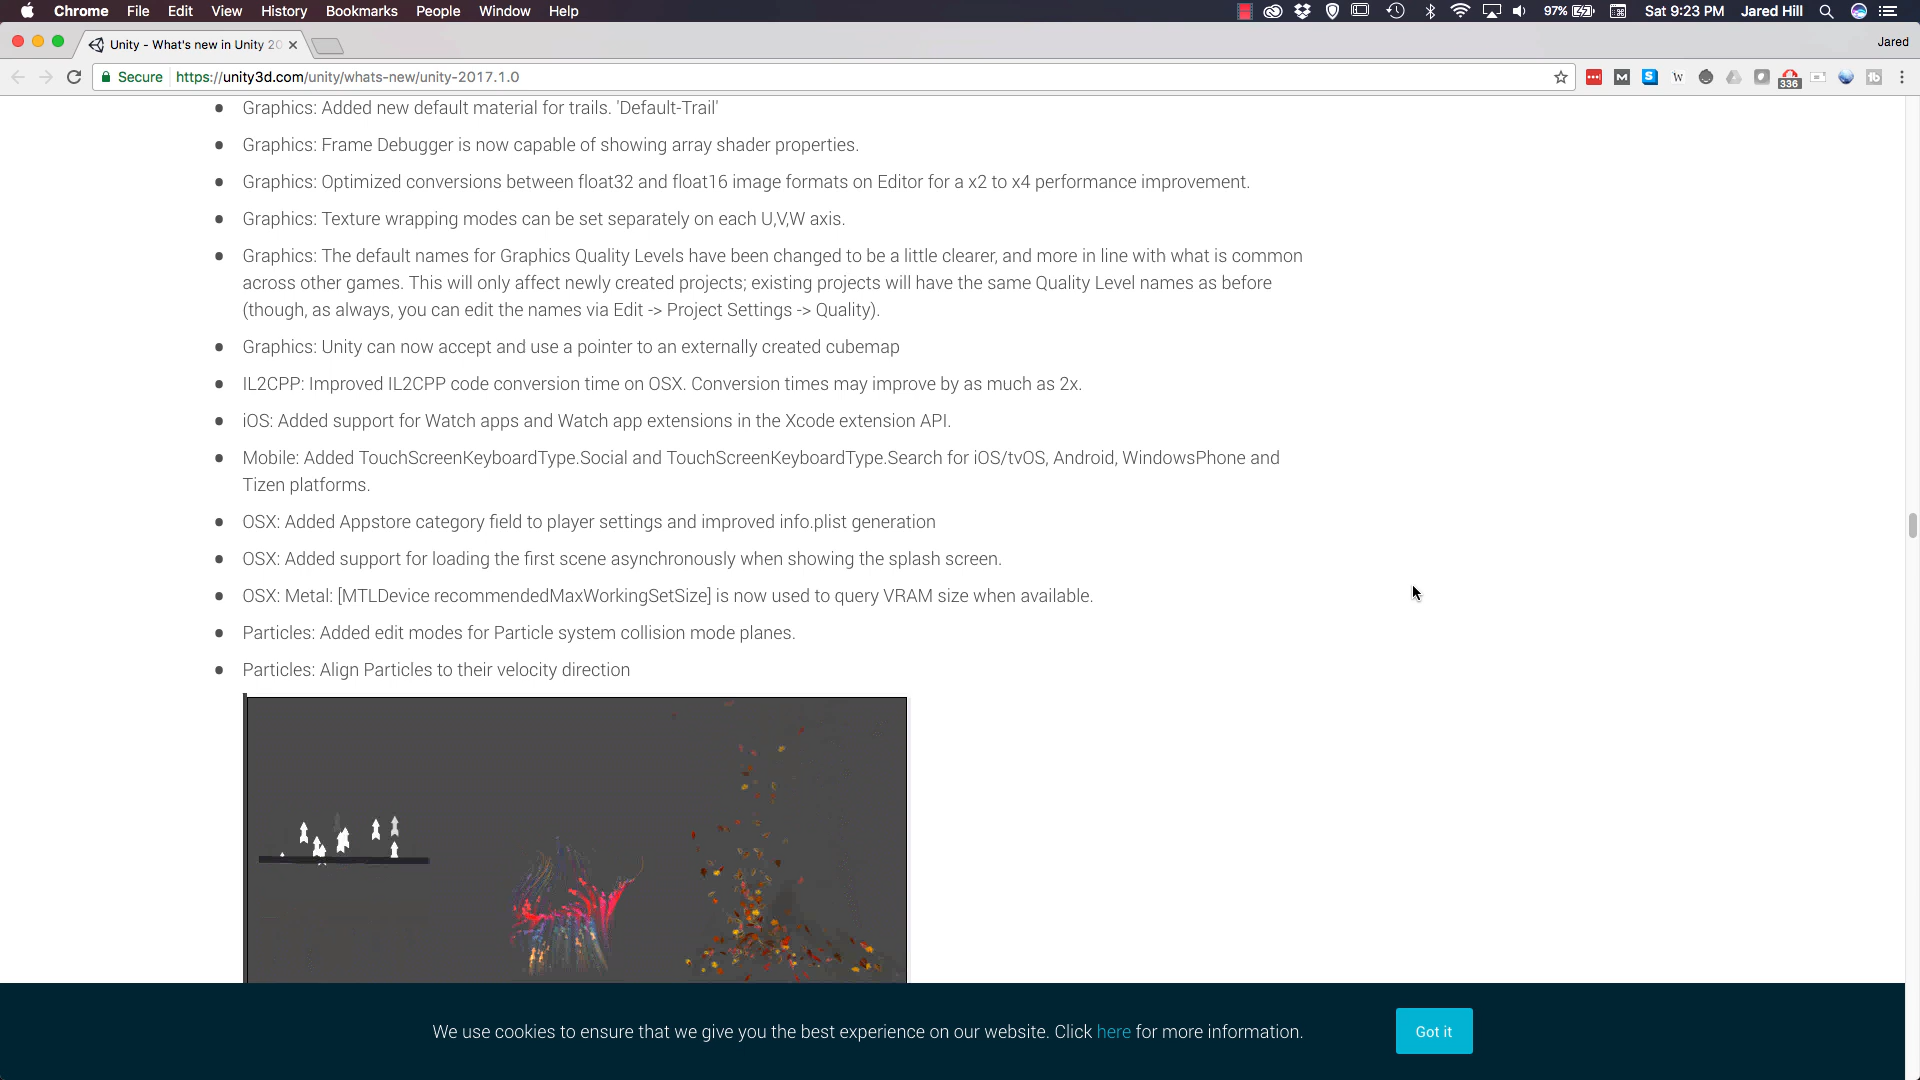 Chrome File Edit View History Bookmarks People Window Help 97% Sat 9:23 PM Jared Hill
Unity - What's new in Unity 20 Jared
Secure https://unity3d.com/unity/whats-new/unity-2017.1.0 M S W 336 tb
Graphics: Added new default material for trails. 'Default-Trail'
Graphics: Frame Debugger is now capable of showing array shader properties.
Graphics: Optimized conversions between float32 and float16 image formats on Editor for a x2 to x4 performance improvement.
Graphics: Texture wrapping modes can be set separately on each U,V,W axis.
Graphics: The default names for Graphics Quality Levels have been changed to be a little clearer, and more in line with what is common
across other games. This will only affect newly created projects; existing projects will have the same Quality Level names as before
(though, as always, you can edit the names via Edit -> Project Settings -> Quality).
Graphics: Unity can now accept and use a pointer to an externally created cubemap
IL2CPP: Improved IL2CPP code conversion time on OSX. Conversion times may improve by as much as 2x.
iOS: Added support for Watch apps and Watch app extensions in the Xcode extension API.
Mobile: Added TouchScreenKeyboardType.Social and TouchScreenKeyboardType.Search for iOS/tvOS, Android, WindowsPhone and
Tizen platforms.
OSX: Added Appstore category field to player settings and improved info.plist generation
OSX: Added support for loading the first scene asynchronously when showing the splash screen.
OSX: Metal: [MTLDevice recommendedMaxWorkingSetSize] is now used to query VRAM size when available.
Particles: Added edit modes for Particle system collision mode planes.
Particles: Align Particles to their velocity direction
We use cookies to ensure that we give you the best experience on our website. Click here for more information. Got it